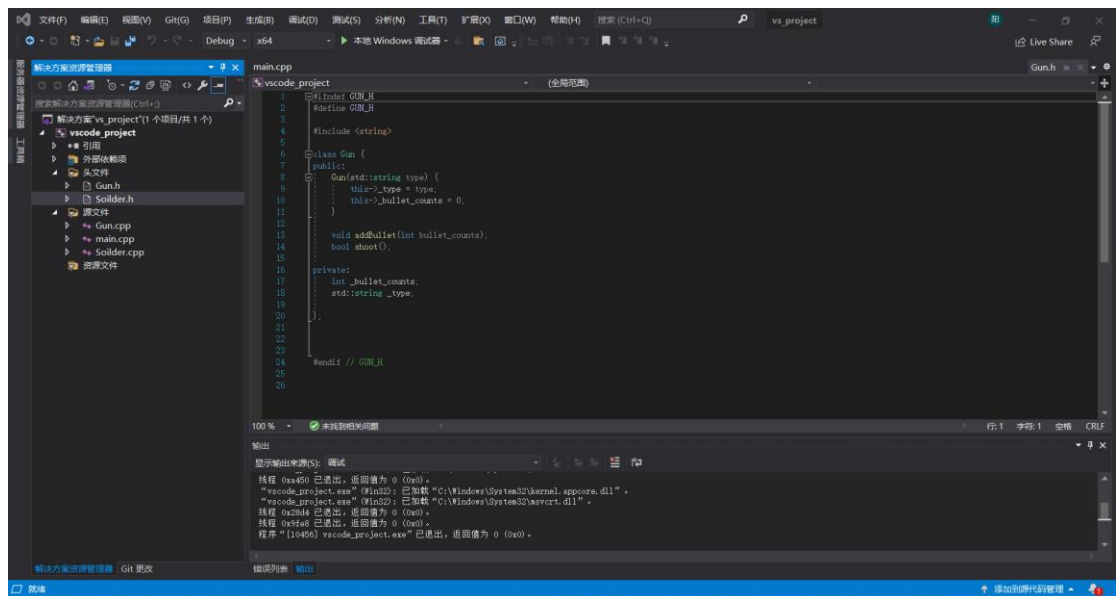 文件(F) 编辑(E) 视图(V) Git(G) 项目(P) 生成(B) 调试(D) 测试(S) 分析(N) 工具(T) 扩展(X) 窗口(W) 帮助(H) 搜索 (Ctrl+Q) vs_project 阳
Debug x64 本地 Windows 调试器 Live Share
服务器资源管理器 工具箱
解决方案资源管理器
搜索解决方案资源管理器(Ctrl+;)
解决方案"vs_project"(1 个项目/共 1 个)
vscode_project
引用
外部依赖项
头文件
Gun.h
Soilder.h
源文件
Gun.cpp
main.cpp
Soilder.cpp
资源文件
解决方案资源管理器 Git 更改
main.cpp Gun.h
vscode_project (全局范围)
1 #ifndef GUN_H
2 #define GUN_H
3
4 #include <string>
5
6 class Gun {
7 public:
8 Gun(std::string type) {
9 this->_type = type;
10 this->_bullet_counts = 0;
11 }
12
13 void addBullet(int bullet_counts);
14 bool shoot();
15
16 private:
17 int _bullet_counts;
18 std::string _type;
19
20 };
21
22
23
24 #endif // GUN_H
25
26
100 % 未找到相关问题 行: 1 字符: 1 空格 CRLF
输出
显示输出来源(S): 调试
线程 0xa450 已退出，返回值为 0 (0x0)。
"vscode_project.exe" (Win32): 已加载 "C:\Windows\System32\kernel.appcore.dll"。
"vscode_project.exe" (Win32): 已加载 "C:\Windows\System32\msvcrt.dll"。
线程 0x28d4 已退出，返回值为 0 (0x0)。
线程 0x9fe8 已退出，返回值为 0 (0x0)。
程序 "[10456] vscode_project.exe" 已退出，返回值为 0 (0x0)。
错误列表 输出
就绪 添加到源代码管理 1